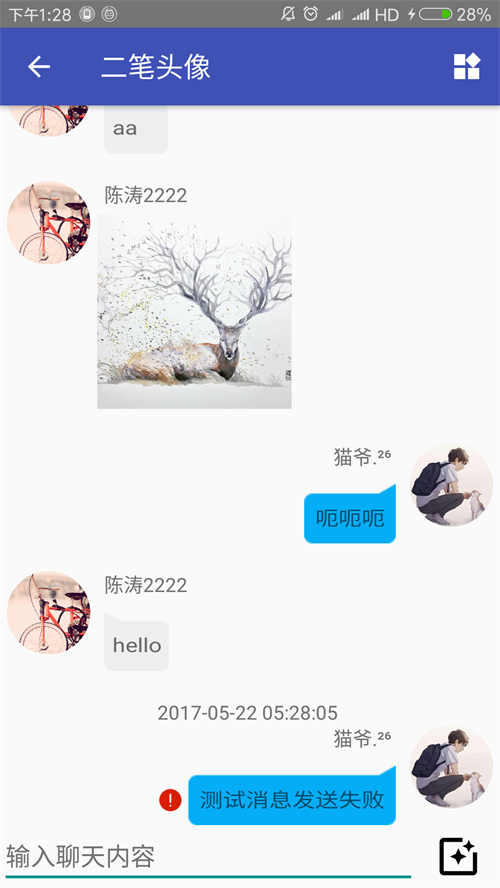 下午1:28
HD
28%
二笔头像
aa
陈涛2222
猫爷.²⁶
呃呃呃
陈涛2222
hello
2017-05-22 05:28:05
猫爷.²⁶
测试消息发送失败
输入聊天内容